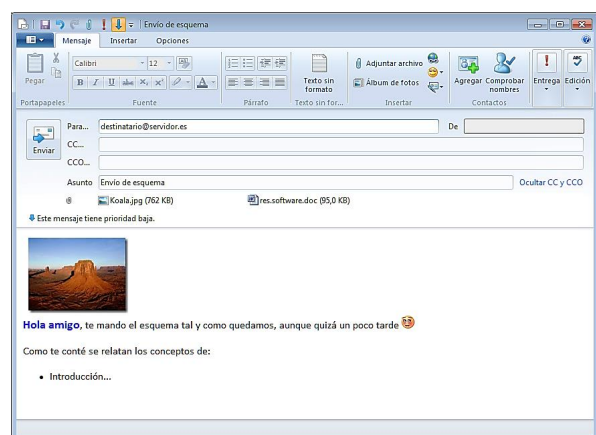 Envío de esquema
Mensaje Insertar Opciones
Pegar
Calibri 12
N I U abc X₂ X² A
Texto sin formato
Adjuntar archivo
Álbum de fotos
Agregar Comprobar nombres
Entrega Edición
Portapapeles Fuente Párrafo Texto sin for... Insertar Contactos
Enviar
Para... destinatario@servidor.es De
CC...
CCO...
Asunto Envío de esquema Ocultar CC y CCO
Koala.jpg (762 KB) res.software.doc (95,0 KB)
Este mensaje tiene prioridad baja.
Hola amigo, te mando el esquema tal y como quedamos, aunque quizá un poco tarde
Como te conté se relatan los conceptos de:
• Introducción...